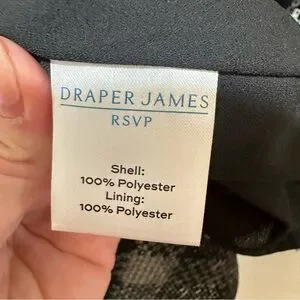 DRAPER JAMES
RSVP
Shell:
100% Polyester
Lining:
100% Polyester